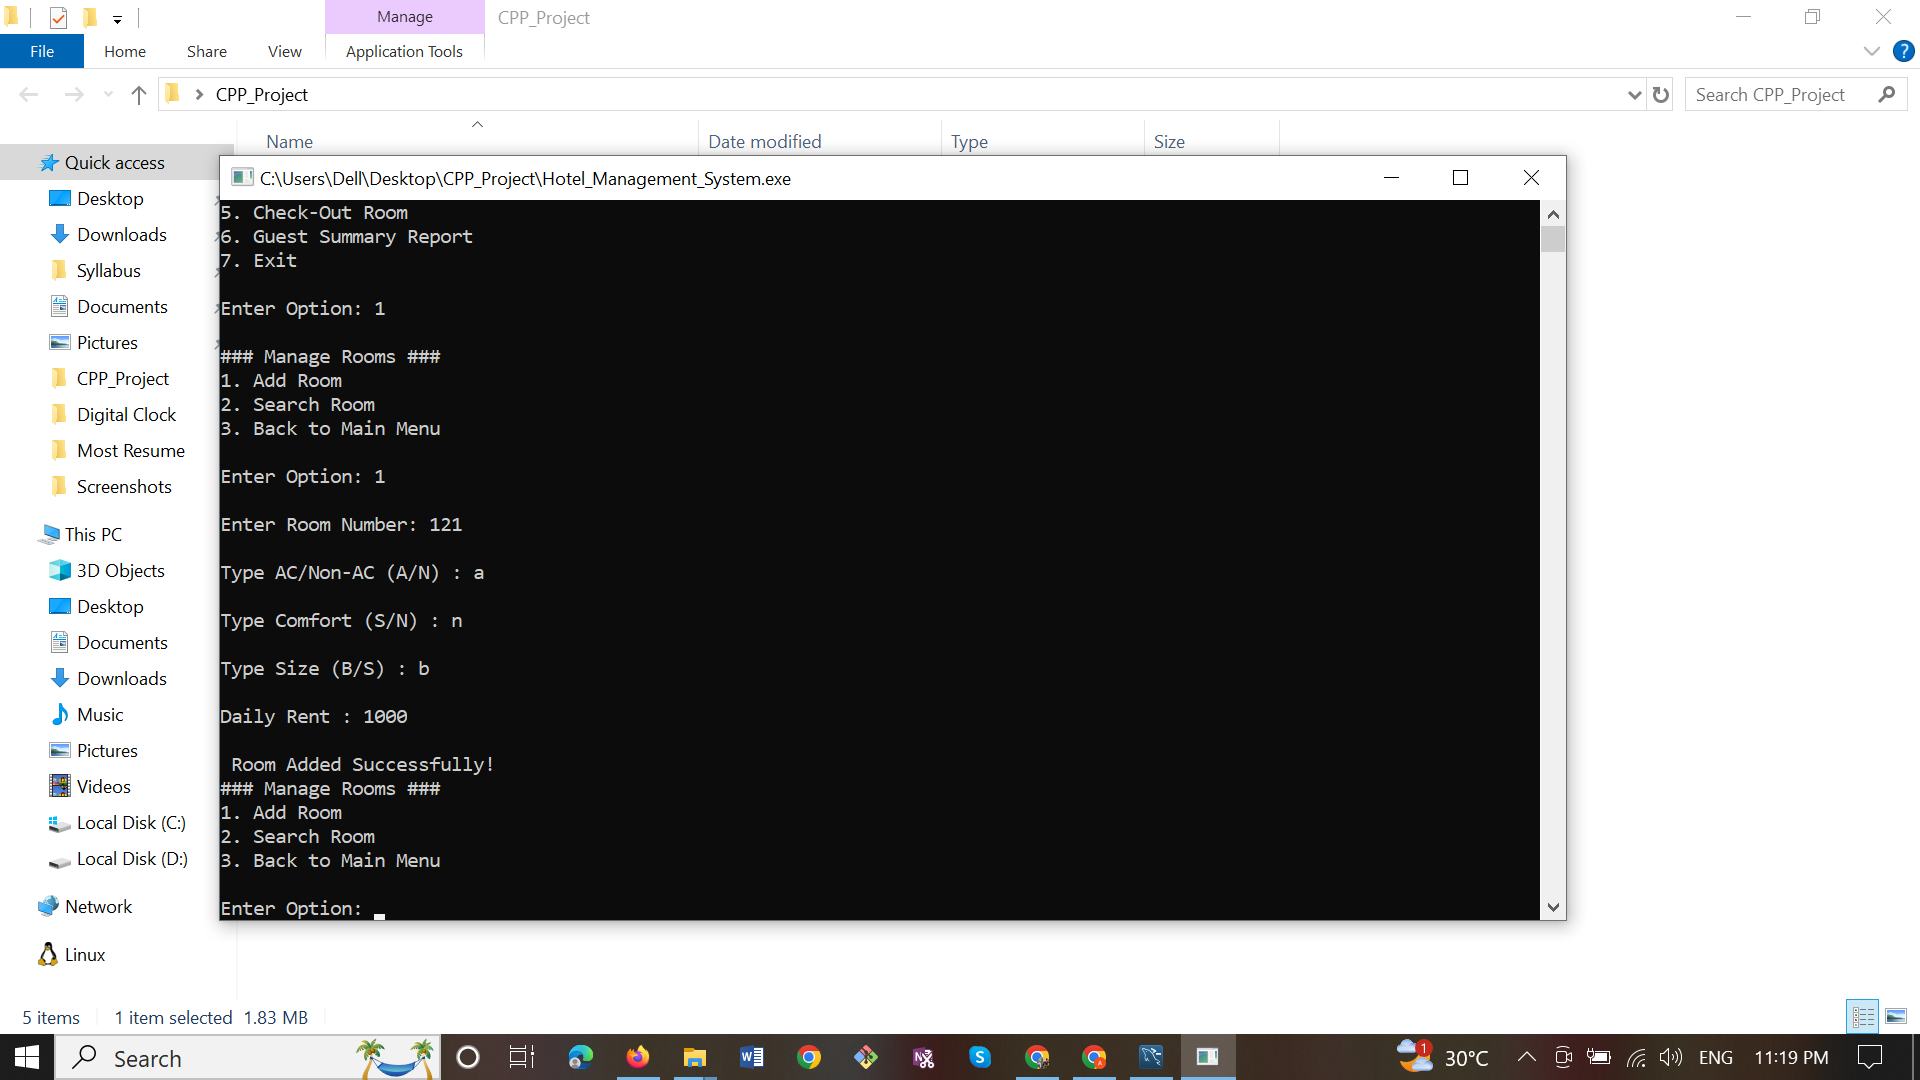 Manage
CPP_Project
File
Home
Share
View
Application Tools
?
CPP_Project
Search CPP_Project
Name
Date modified
Type
Size
Quick access
Desktop
Downloads
Syllabus
Documents
Pictures
CPP_Project
Digital Clock
Most Resume
Screenshots
This PC
3D Objects
Desktop
Documents
Downloads
Music
Pictures
Videos
Local Disk (C:)
Local Disk (D:)
Network
Linux
C:\Users\Dell\Desktop\CPP_Project\Hotel_Management_System.exe
5. Check-Out Room
6. Guest Summary Report
7. Exit
Enter Option: 1
### Manage Rooms ###
1. Add Room
2. Search Room
3. Back to Main Menu
Enter Option: 1
Enter Room Number: 121
Type AC/Non-AC (A/N) : a
Type Comfort (S/N) : n
Type Size (B/S) : b
Daily Rent : 1000
Room Added Successfully!
### Manage Rooms ###
1. Add Room
2. Search Room
3. Back to Main Menu
Enter Option:
5 items
1 item selected 1.83 MB
Search
1
30°C
ENG
11:19 PM